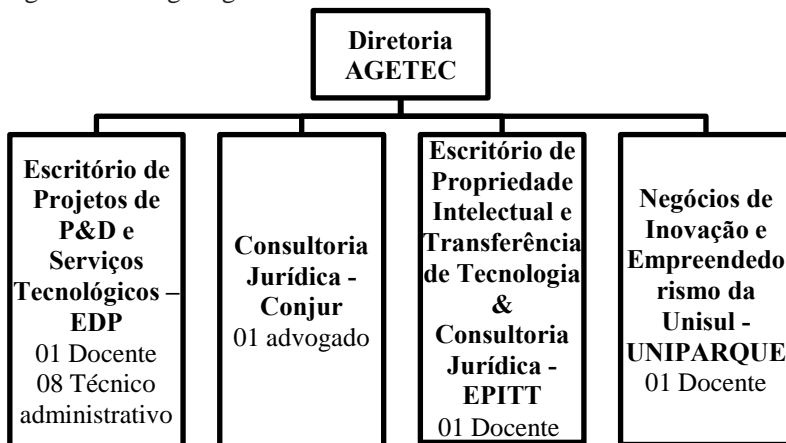 Diretoria
AGETEC
Escritório de
Projetos de
P&D e
Serviços
Tecnológicos –
EDP
01 Docente
08 Técnico
administrativo
Consultoria
Jurídica -
Conjur
01 advogado
Escritório de
Propriedade
Intelectual e
Transferência
de Tecnologia
&
Consultoria
Jurídica -
EPITT
01 Docente
Negócios de
Inovação e
Empreendedo
rismo da
Unisul -
UNIPARQUE
01 Docente